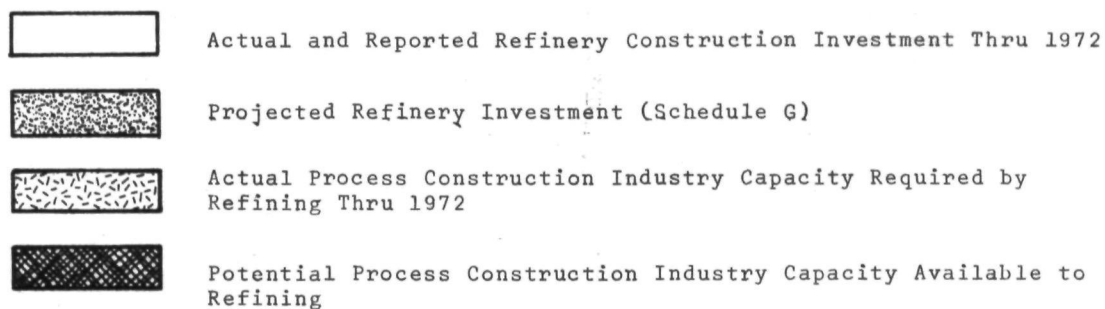 Actual and Reported Refinery Construction Investment Thru 1972
Projected Refinery Investment (Schedule G)
Actual Process Construction Industry Capacity Required by
Refining Thru 1972
Potential Process Construction Industry Capacity Available to
Refining